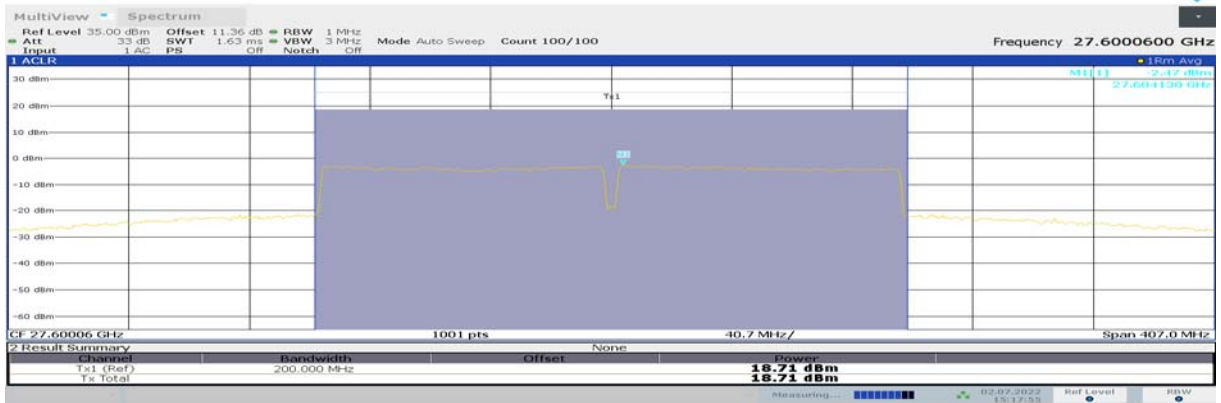 MultiView Spectrum
Ref Level 35.00 dBm Offset 11.36 dB RBW 1 MHz
Att 33 dB SWT 1.63 ms VBW 3 MHz Mode Auto Sweep Count 100/100 Frequency 27.6000600 GHz
Input 1 AC PS Off Notch Off
1 ACLR 1Rm Avg
M1[1] -2.47 dBm
27.604130 GHz
30 dBm
Tx1
20 dBm
10 dBm
0 dBm
M1
-10 dBm
-20 dBm
-30 dBm
-40 dBm
-50 dBm
-60 dBm
CF 27.60006 GHz 1001 pts 40.7 MHz/ Span 407.0 MHz
2 Result Summary None
Channel Bandwidth Offset Power
Tx1 (Ref) 200.000 MHz 18.71 dBm
Tx Total 18.71 dBm
Measuring... 02.07.2022 Ref Level RBW
15:17:55